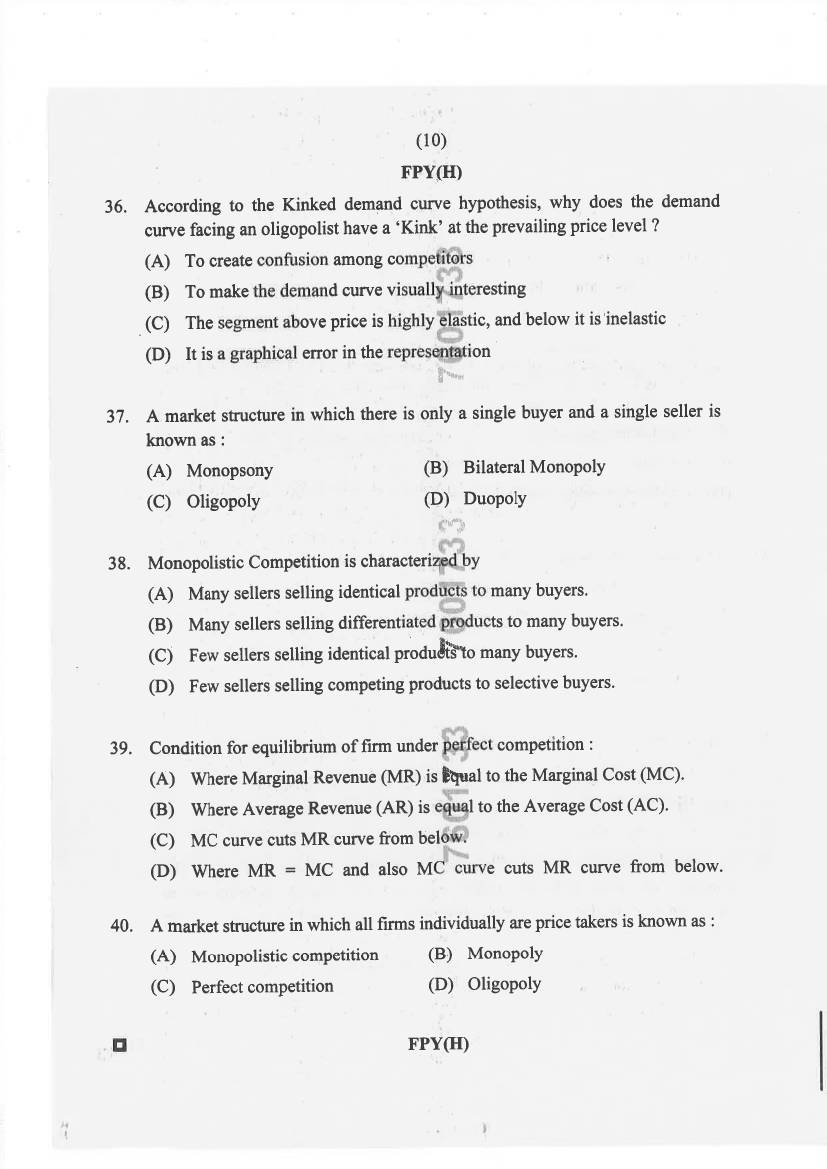 (10)
FPY(H)
36. According to the Kinked demand curve hypothesis, why does the demand
curve facing an oligopolist have a ‘Kink’ at the prevailing price level ?
(A) To create confusion among competitors
(B) To make the demand curve visually interesting
(C) The segment above price is highly elastic, and below it is inelastic
(D) It is a graphical error in the representation
37. A market structure in which there is only a single buyer and a single seller is
known as :
(A) Monopsony (B) Bilateral Monopoly
(C) Oligopoly (D) Duopoly
38. Monopolistic Competition is characterized by
(A) Many sellers selling identical products to many buyers.
(B) Many sellers selling differentiated products to many buyers.
(C) Few sellers selling identical products to many buyers.
(D) Few sellers selling competing products to selective buyers.
39. Condition for equilibrium of firm under perfect competition :
(A) Where Marginal Revenue (MR) is equal to the Marginal Cost (MC).
(B) Where Average Revenue (AR) is equal to the Average Cost (AC).
(C) MC curve cuts MR curve from below.
(D) Where MR = MC and also MC curve cuts MR curve from below.
40. A market structure in which all firms individually are price takers is known as :
(A) Monopolistic competition (B) Monopoly
(C) Perfect competition (D) Oligopoly
FPY(H)